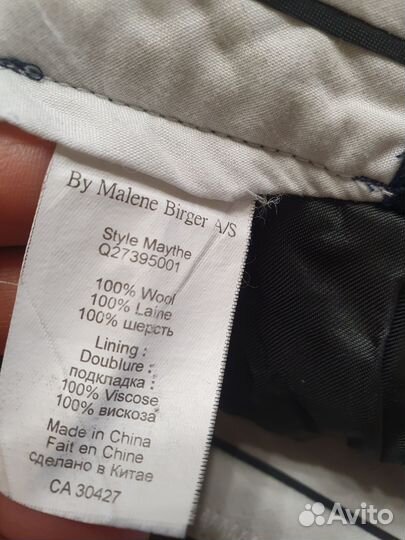 By Malene Birger A/S
Style Maythe
Q27395001
100% Wool
100% Laine
100% шерсть
Lining :
Doublure :
подкладка :
100% Viscose
100% вискоза
Made in China
Fait en Chine
сделано в Китае
CA 30427
Avito